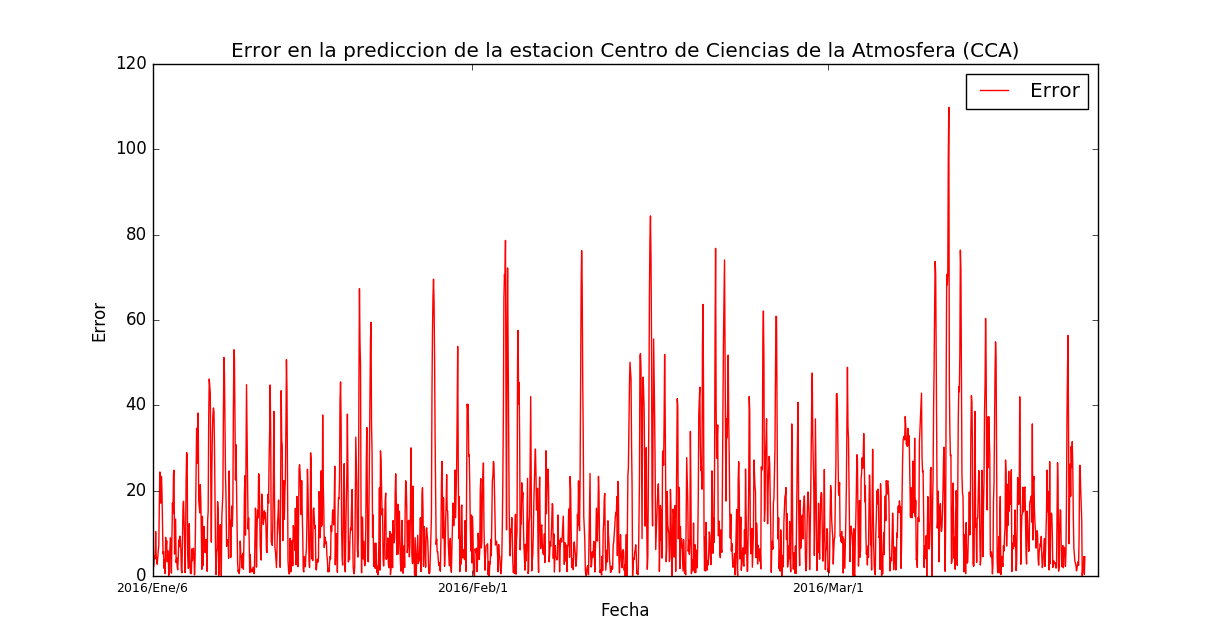 Error en la prediccion de la estacion Centro de Ciencias de la Atmosfera (CCA)
120
100
80
60
40
20
0
Error
Error
2016/Ene/6
2016/Feb/1
2016/Mar/1
Fecha